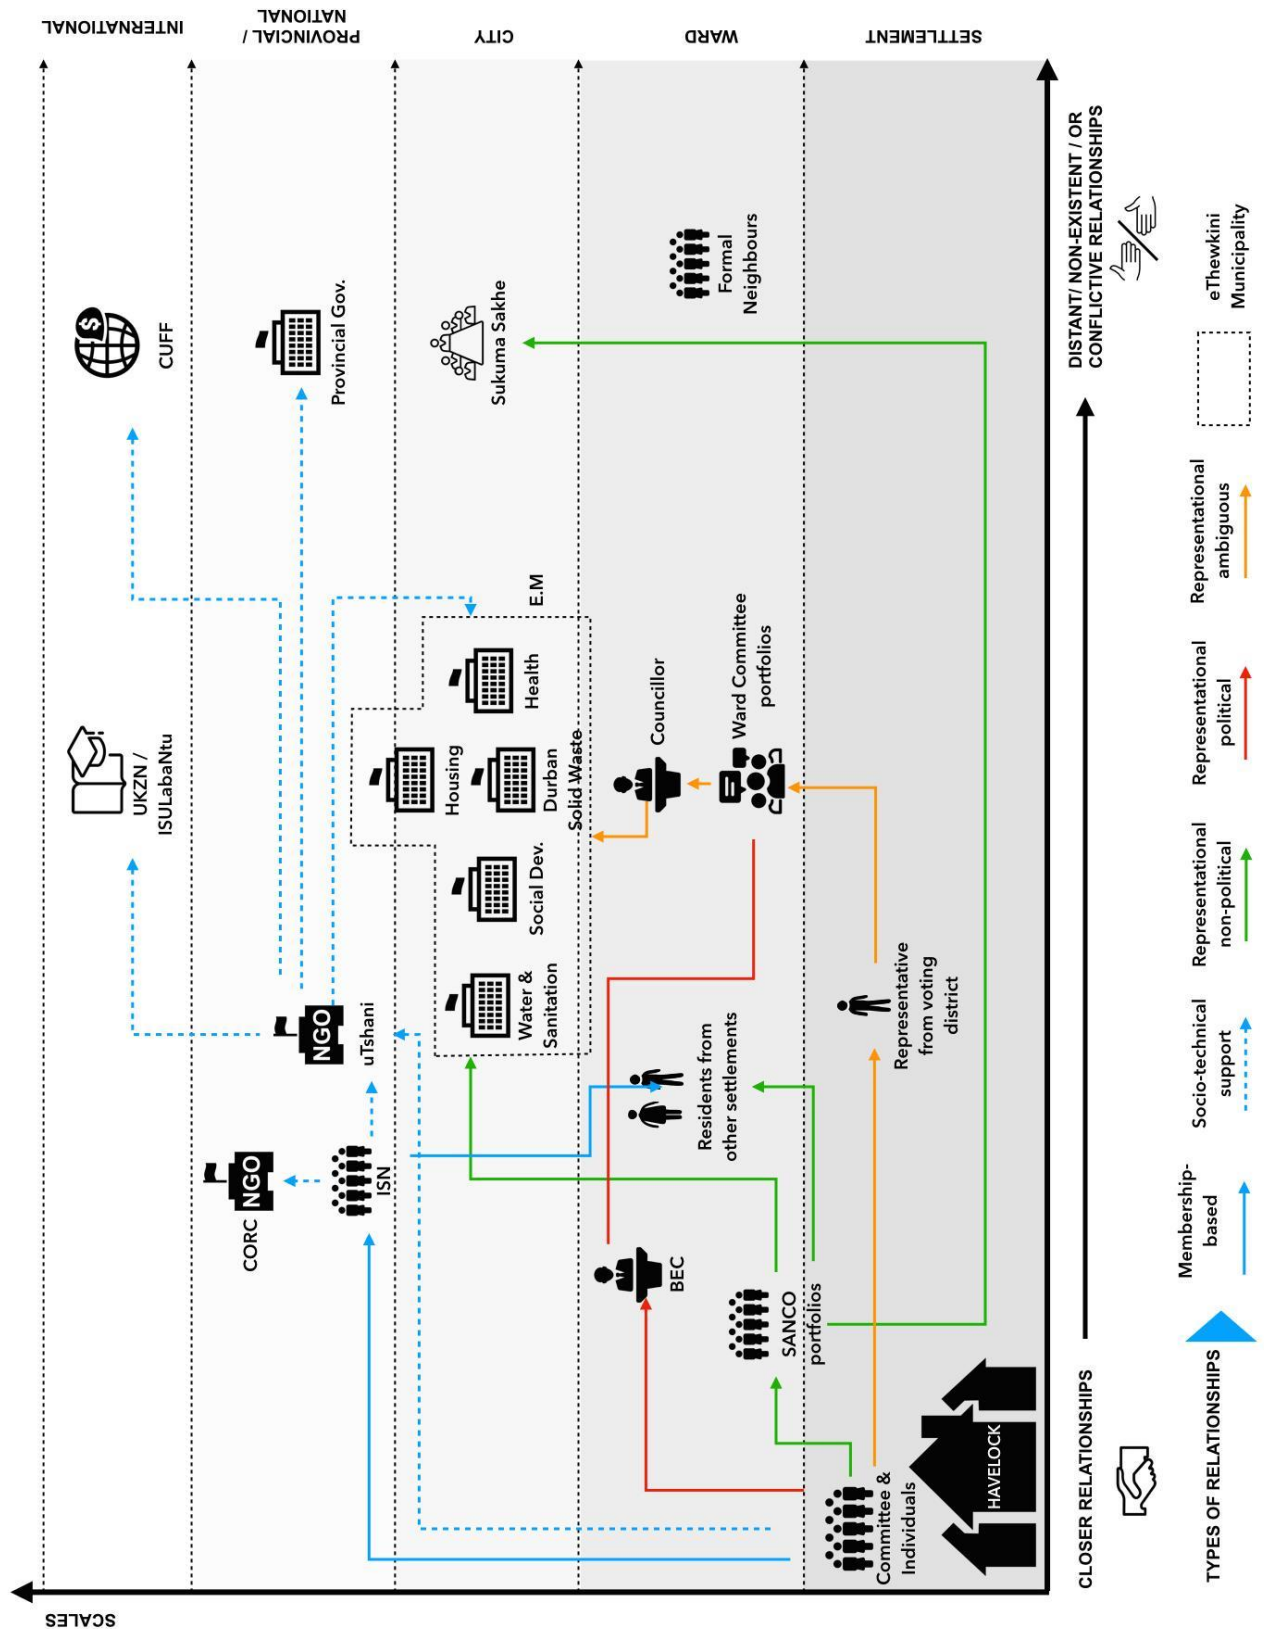 SCALES
INTERNATIONAL
PROVINCIAL /
NATIONAL
CITY
WARD
SETTLEMENT
UKZN /
ISULabaNtu
$
CUFF
CORC
NGO
ISN
NGO
uTshani
Provincial Gov.
Water &
Sanitation
Social Dev.
Housing
Durban
Solid Waste
Health
E.M
Sukuma Sakhe
BEC
SANCO
portfolios
Residents from
other settlements
Councillor
Ward Committee
portfolios
Formal
Neighbours
Committee &
Individuals
HAVELOCK
Representative
from voting
district
CLOSER RELATIONSHIPS
DISTANT/ NON-EXISTENT / OR
CONFLICTIVE RELATIONSHIPS
TYPES OF RELATIONSHIPS
Membership-
based
Socio-technical
support
Representational
non-political
Representational
political
Representational
ambiguous
eThewkini
Municipality